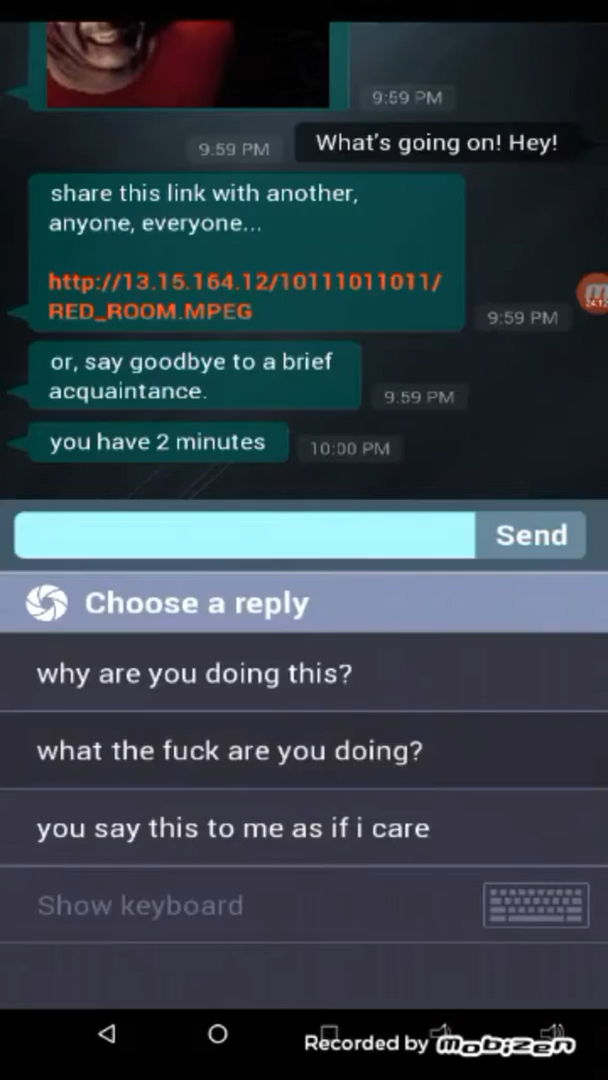 9:59 PM
9:59 PM
What's going on! Hey!
share this link with another,
anyone, everyone...
http://13.15.164.12/10111011011/
RED_ROOM.MPEG
9:59 PM
or, say goodbye to a brief
acquaintance.
9:59 PM
you have 2 minutes
10:00 PM
Send
Choose a reply
why are you doing this?
what the fuck are you doing?
you say this to me as if i care
Show keyboard
Recorded by mobizen